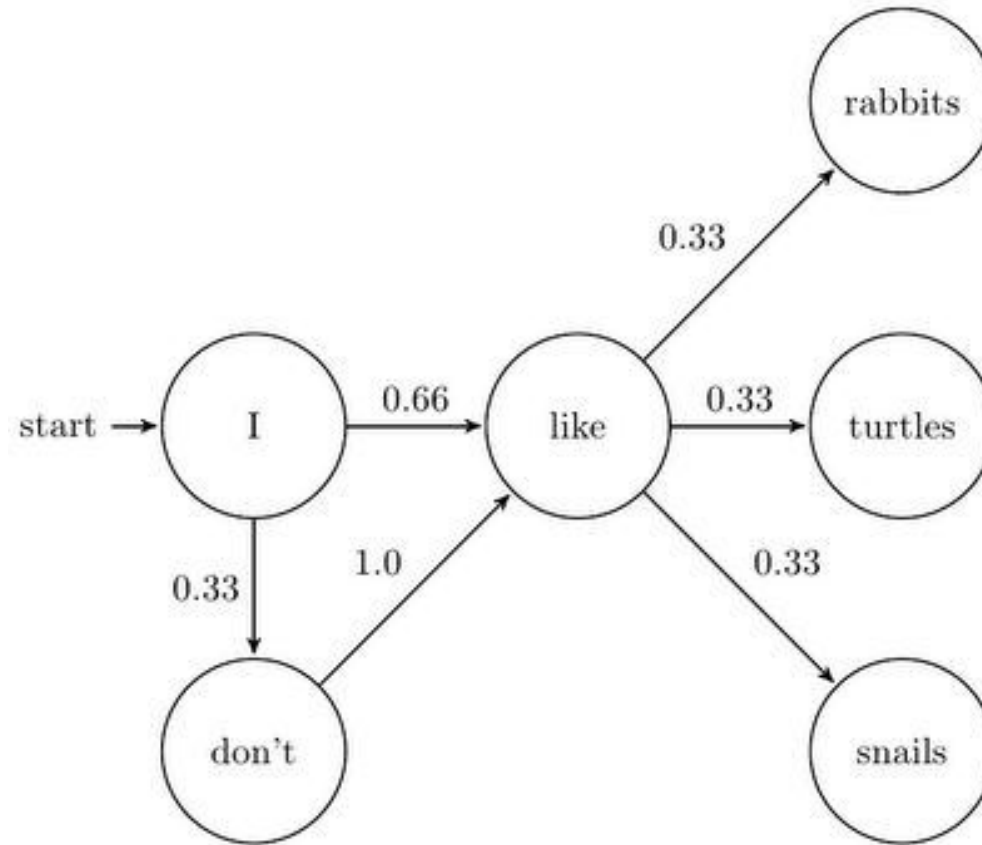 rabbits
0.33
0.66
0.33
start
I
like
turtles
0.33
1.0
0.33
don't
snails